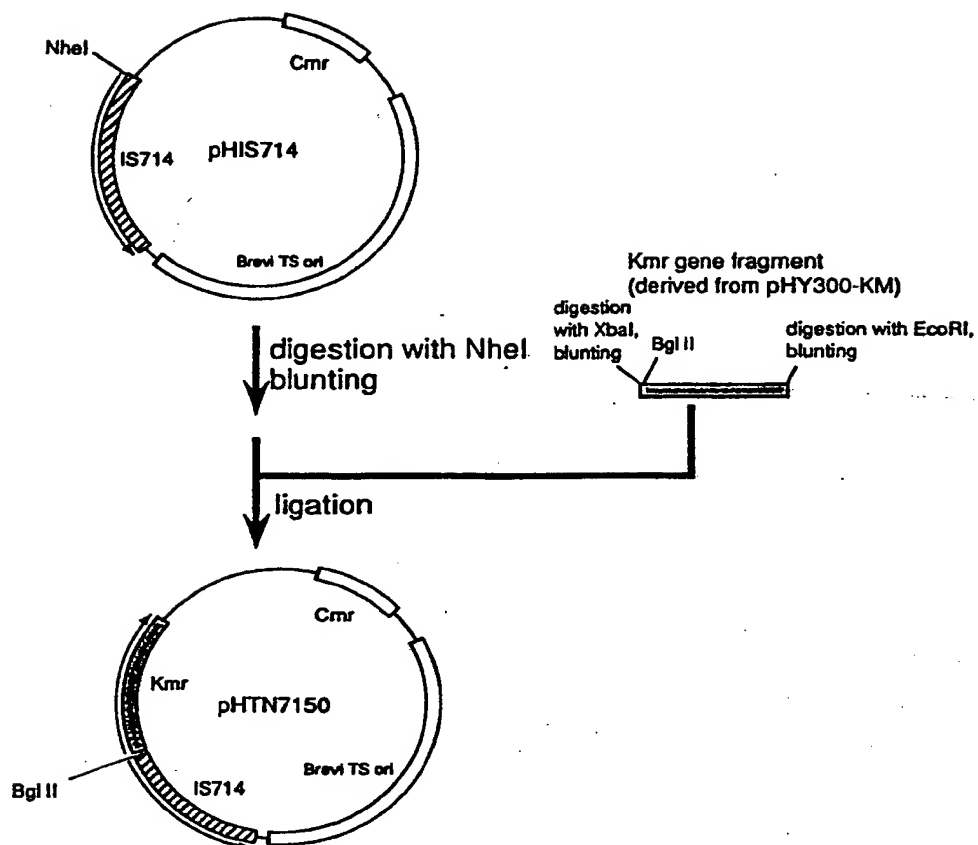 NheI
Cmr
pHIS714
IS714
Brevi TS ori
Kmr gene fragment
(derived from pHY300-KM)
digestion
with XbaI,
blunting
Bgl II
digestion with EcoRI,
blunting
digestion with NheI
blunting
ligation
Cmr
Kmr
pHTN7150
Brevi TS ori
Bgl II
IS714